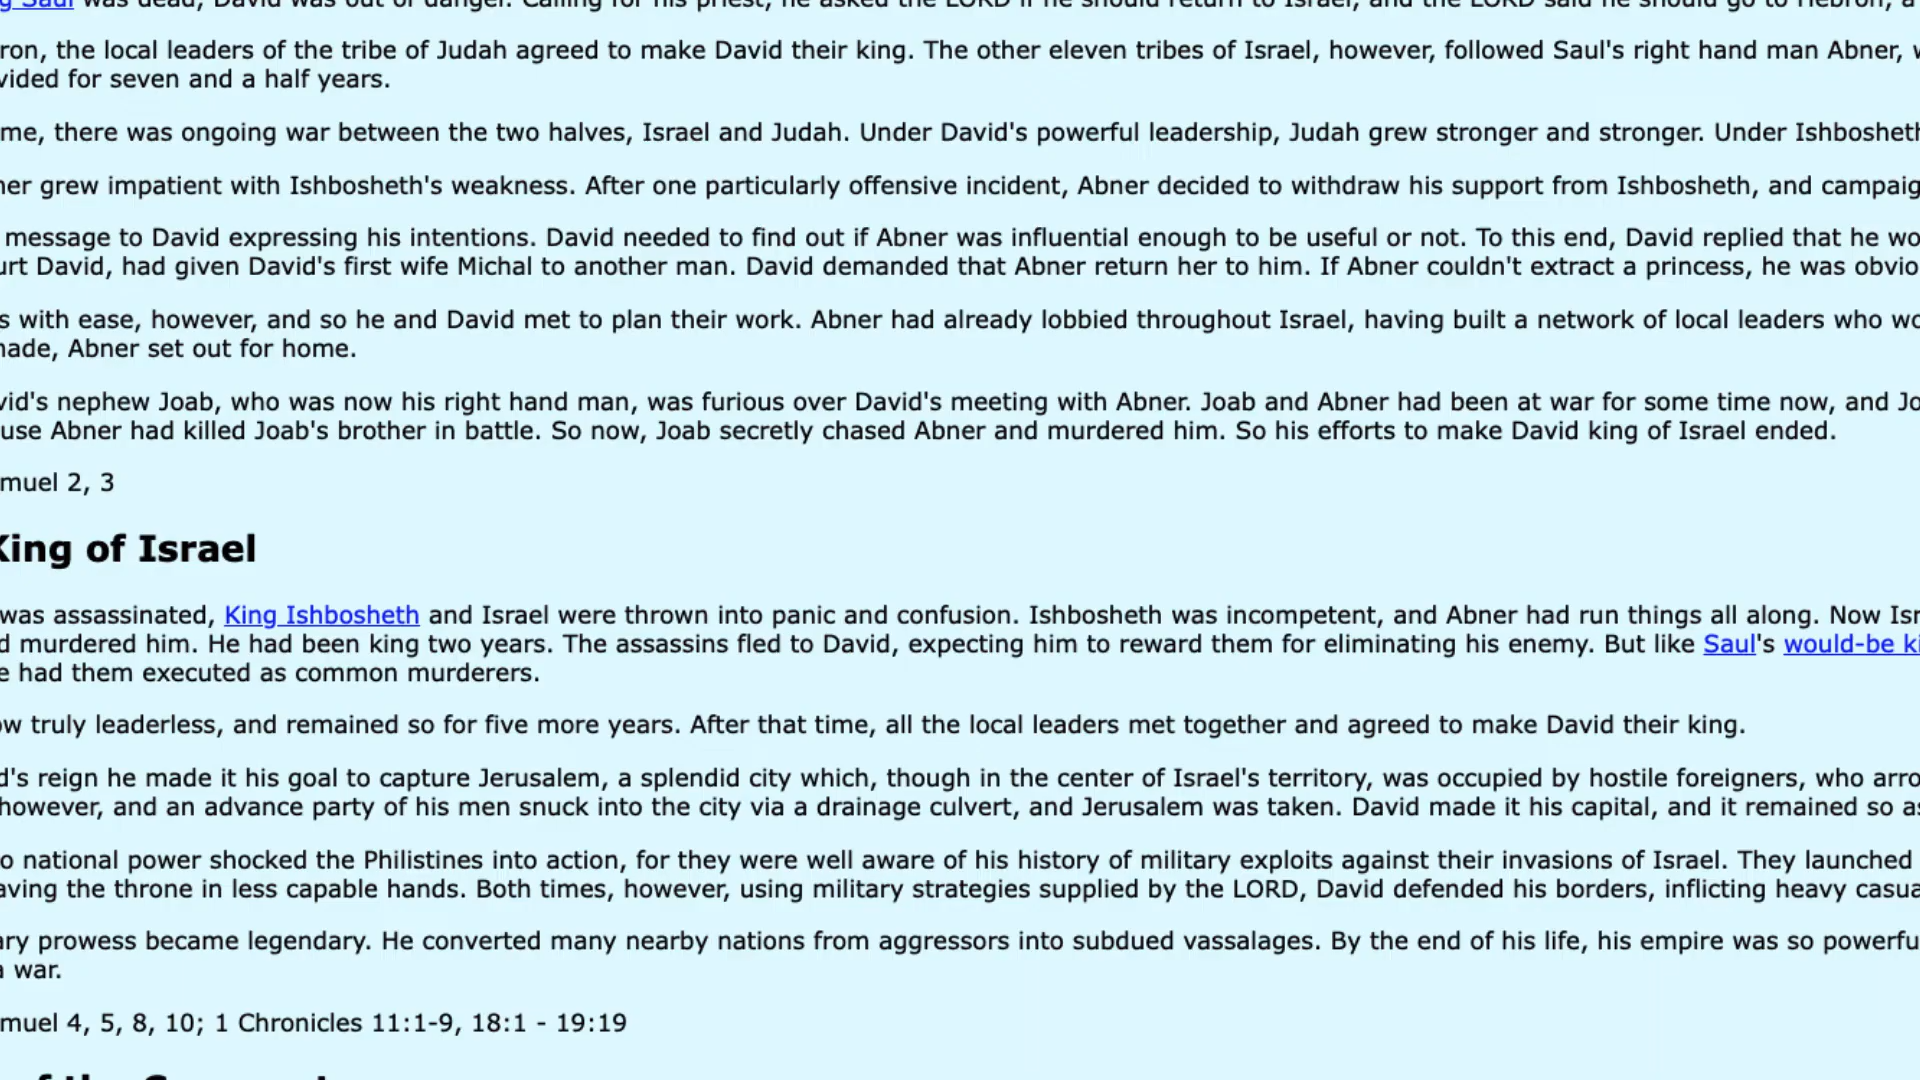 g Saul was dead, David was out of danger. Calling for his priest, he asked the LORD if he should return to Israel, and the LORD said he should go to Hebron, a
ron, the local leaders of the tribe of Judah agreed to make David their king. The other eleven tribes of Israel, however, followed Saul's right hand man Abner, w
vided for seven and a half years.
me, there was ongoing war between the two halves, Israel and Judah. Under David's powerful leadership, Judah grew stronger and stronger. Under Ishbosheth
ner grew impatient with Ishbosheth's weakness. After one particularly offensive incident, Abner decided to withdraw his support from Ishbosheth, and campaig
message to David expressing his intentions. David needed to find out if Abner was influential enough to be useful or not. To this end, David replied that he wo
urt David, had given David's first wife Michal to another man. David demanded that Abner return her to him. If Abner couldn't extract a princess, he was obvio
s with ease, however, and so he and David met to plan their work. Abner had already lobbied throughout Israel, having built a network of local leaders who wo
made, Abner set out for home.
vid's nephew Joab, who was now his right hand man, was furious over David's meeting with Abner. Joab and Abner had been at war for some time now, and Jo
use Abner had killed Joab's brother in battle. So now, Joab secretly chased Abner and murdered him. So his efforts to make David king of Israel ended.
muel 2, 3
King of Israel
was assassinated, King Ishbosheth and Israel were thrown into panic and confusion. Ishbosheth was incompetent, and Abner had run things all along. Now Isr
d murdered him. He had been king two years. The assassins fled to David, expecting him to reward them for eliminating his enemy. But like Saul's would-be ki
e had them executed as common murderers.
ow truly leaderless, and remained so for five more years. After that time, all the local leaders met together and agreed to make David their king.
d's reign he made it his goal to capture Jerusalem, a splendid city which, though in the center of Israel's territory, was occupied by hostile foreigners, who arro
however, and an advance party of his men snuck into the city via a drainage culvert, and Jerusalem was taken. David made it his capital, and it remained so as
o national power shocked the Philistines into action, for they were well aware of his history of military exploits against their invasions of Israel. They launched
aving the throne in less capable hands. Both times, however, using military strategies supplied by the LORD, David defended his borders, inflicting heavy casua
ary prowess became legendary. He converted many nearby nations from aggressors into subdued vassalages. By the end of his life, his empire was so powerfu
a war.
muel 4, 5, 8, 10; 1 Chronicles 11:1-9, 18:1 - 19:19